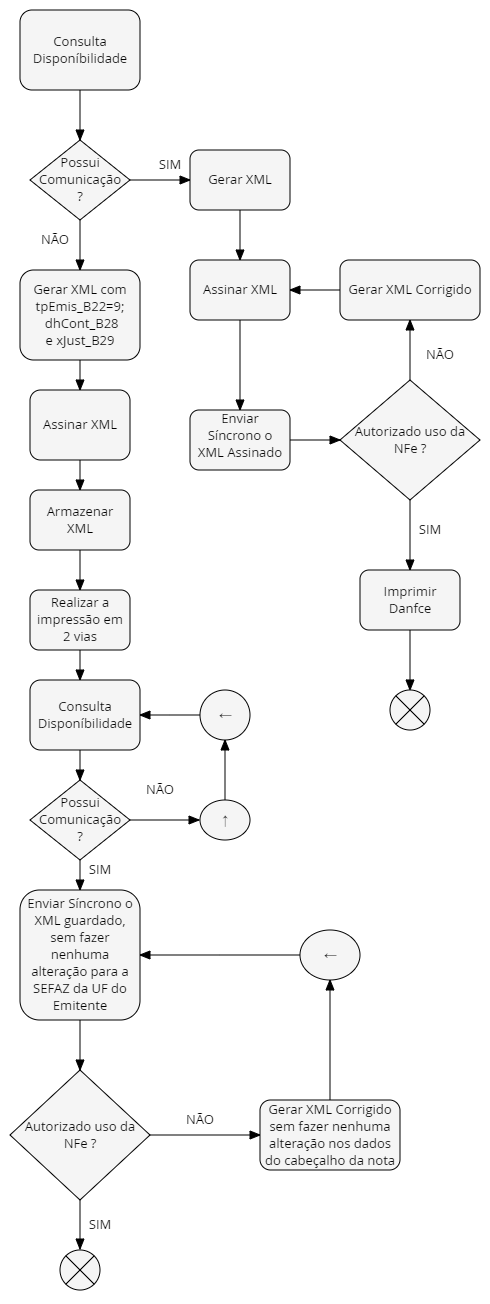 Consulta
Disponíbilidade
Possui
Comunicação
?
SIM
Gerar XML
NÃO
Gerar XML com
tpEmis_B22=9;
dhCont_B28
e xJust_B29
Assinar XML
Gerar XML Corrigido
NÃO
Assinar XML
Enviar
Síncrono o
XML Assinado
Autorizado uso da
NFe ?
SIM
Armazenar
XML
Imprimir
Danfce
Realizar a
impressão em
2 vias
Consulta
Disponíbilidade
←
Possui
Comunicação
?
NÃO
↑
SIM
Enviar Síncrono o
XML guardado,
sem fazer
nenhuma
alteração para a
SEFAZ da UF do
Emitente
←
Autorizado uso da
NFe ?
NÃO
Gerar XML Corrigido
sem fazer nenhuma
alteração nos dados
do cabeçalho da nota
SIM